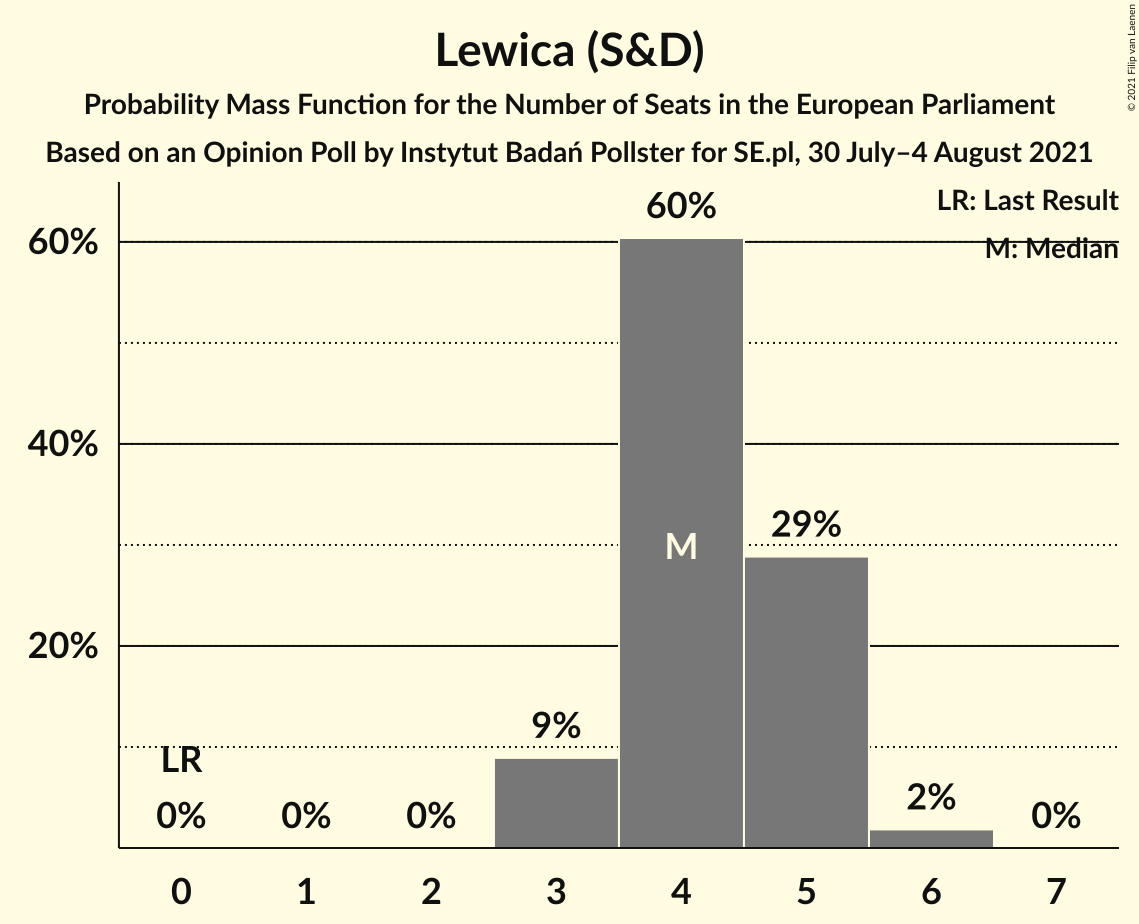 Lewica (S&D)
Probability Mass Function for the Number of Seats in the European Parliament
Based on an Opinion Poll by Instytut Badań Pollster for SE.pl, 30 July–4 August 2021
© 2021 Filip van Laenen
LR: Last Result
M: Median
60%
40%
20%
LR
0%
0%
0%
9%
60%
M
29%
2%
0%
0 1 2 3 4 5 6 7